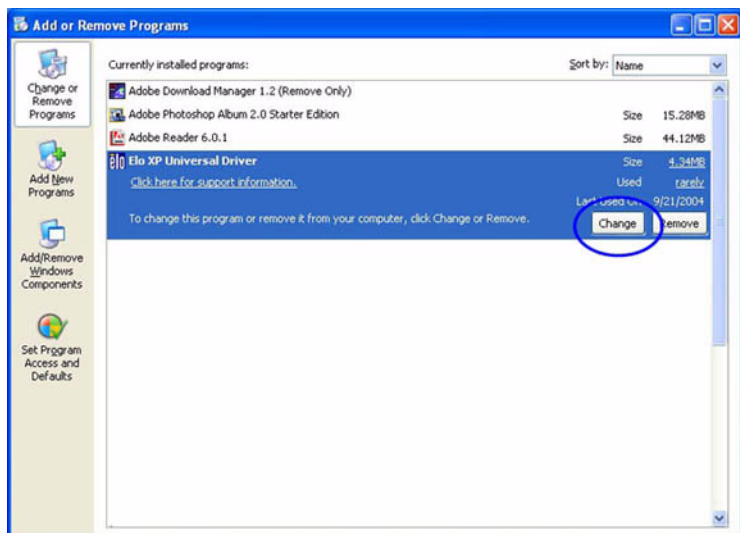 Add or Remove Programs
Change or
Remove
Programs
Add New
Programs
Add/Remove
Windows
Components
Set Program
Access and
Defaults
Currently installed programs:
Sort by: Name
Adobe Download Manager 1.2 (Remove Only)
Adobe Photoshop Album 2.0 Starter Edition Size 15.28MB
Adobe Reader 6.0.1 Size 44.12MB
elo Elo XP Universal Driver Size 4.34MB
Click here for support information. Used rarely
Last Used On 9/21/2004
To change this program or remove it from your computer, click Change or Remove. Change Remove